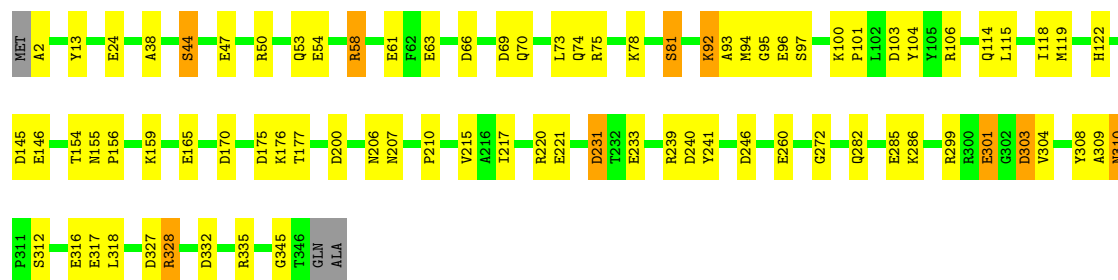 MET A2 Y13 E24 A38 S44 E47 R50 Q53 E54 R58 E61 F62 E63 D66 D69 Q70 L73 Q74 R75 K78 S81 K92 A93 M94 G95 E96 S97 K100 P101 L102 D103 Y104 Y105 R106 Q114 L115 I118 M119 H122
D145 E146 T154 N155 P156 K159 E165 D170 D175 K176 T177 D200 N206 N207 P210 V215 A216 I217 R220 E221 D231 T232 E233 R239 D240 Y241 D246 E260 G272 Q282 E285 K286 R299 R300 E301 G302 D303 V304 Y308 A309 N310
P311 S312 E316 E317 L318 D327 R328 D332 R335 G345 T346 GLN ALA